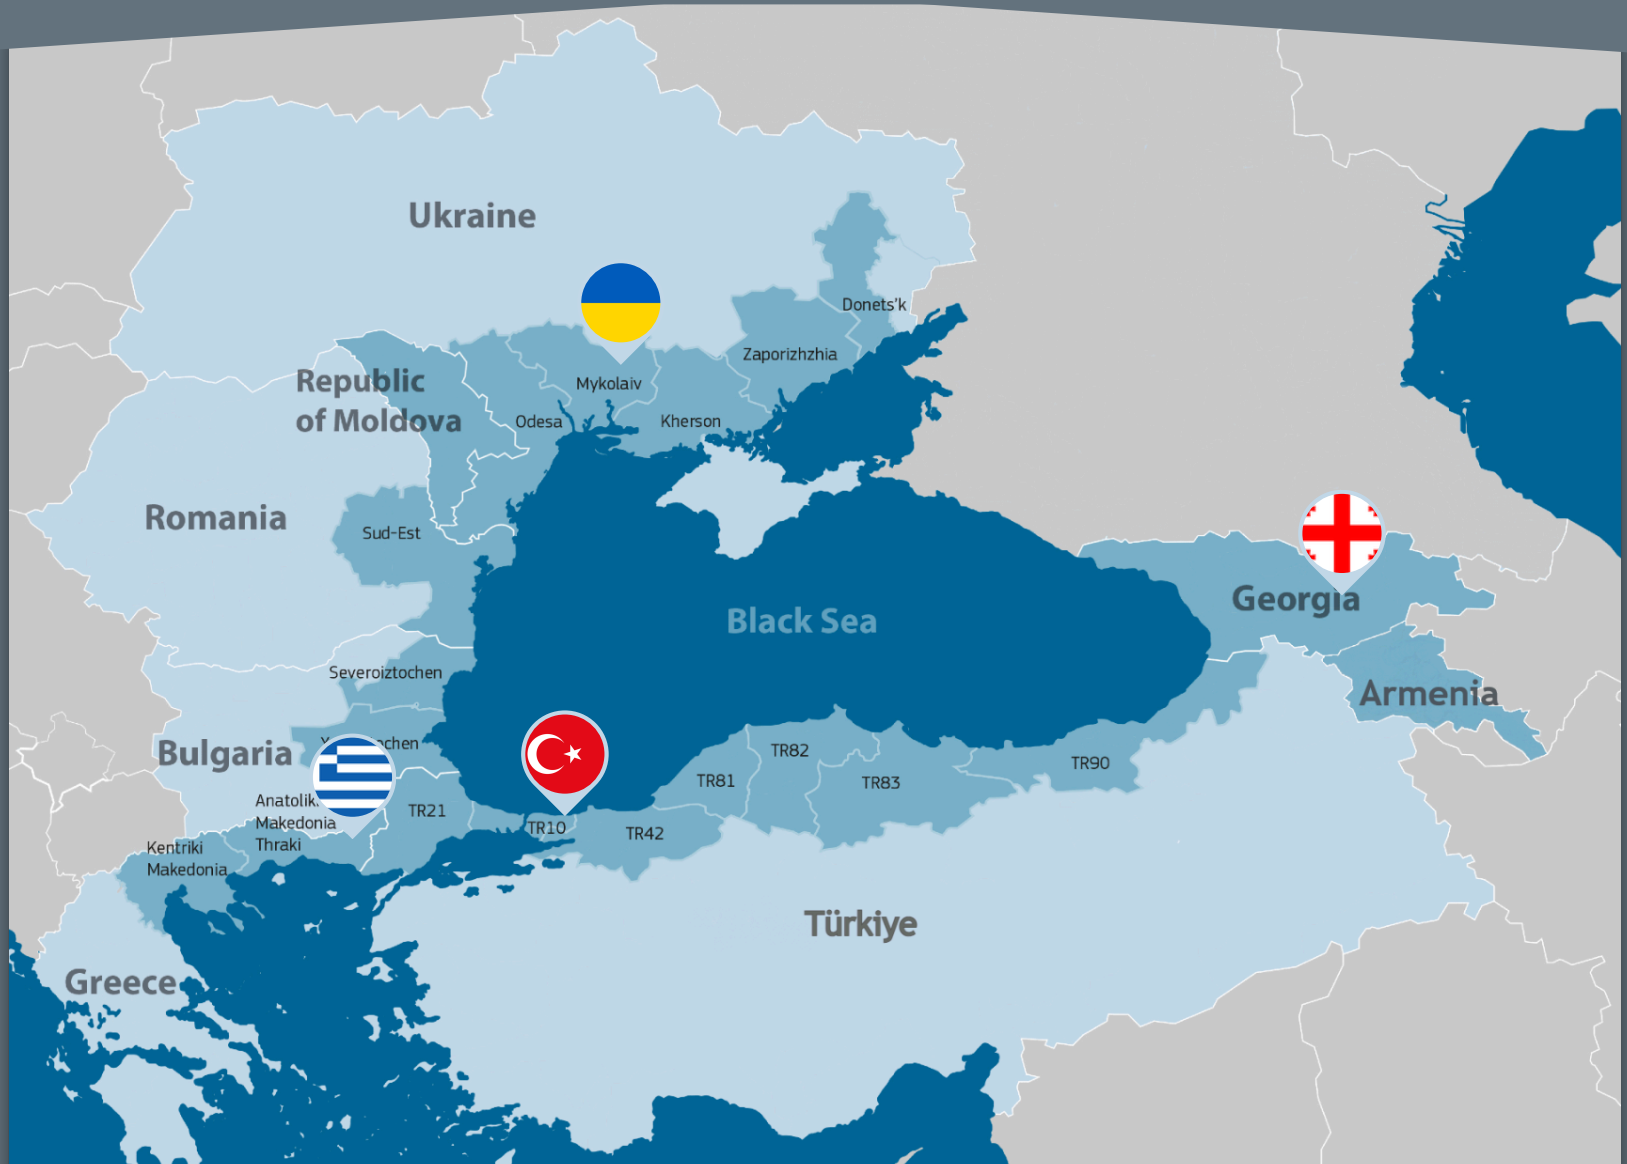 Ukraine
Donets'k
Zaporizhzhia
Republic
of Moldova
Mykolaiv
Odesa
Kherson
Romania
Sud-Est
Georgia
Black Sea
Severoiztochen
Armenia
Bulgaria
TR82
TR90
TR81
TR83
Anatoliki
Makedonia
Thraki
TR21
TR10
TR42
Kentriki
Makedonia
Türkiye
Greece